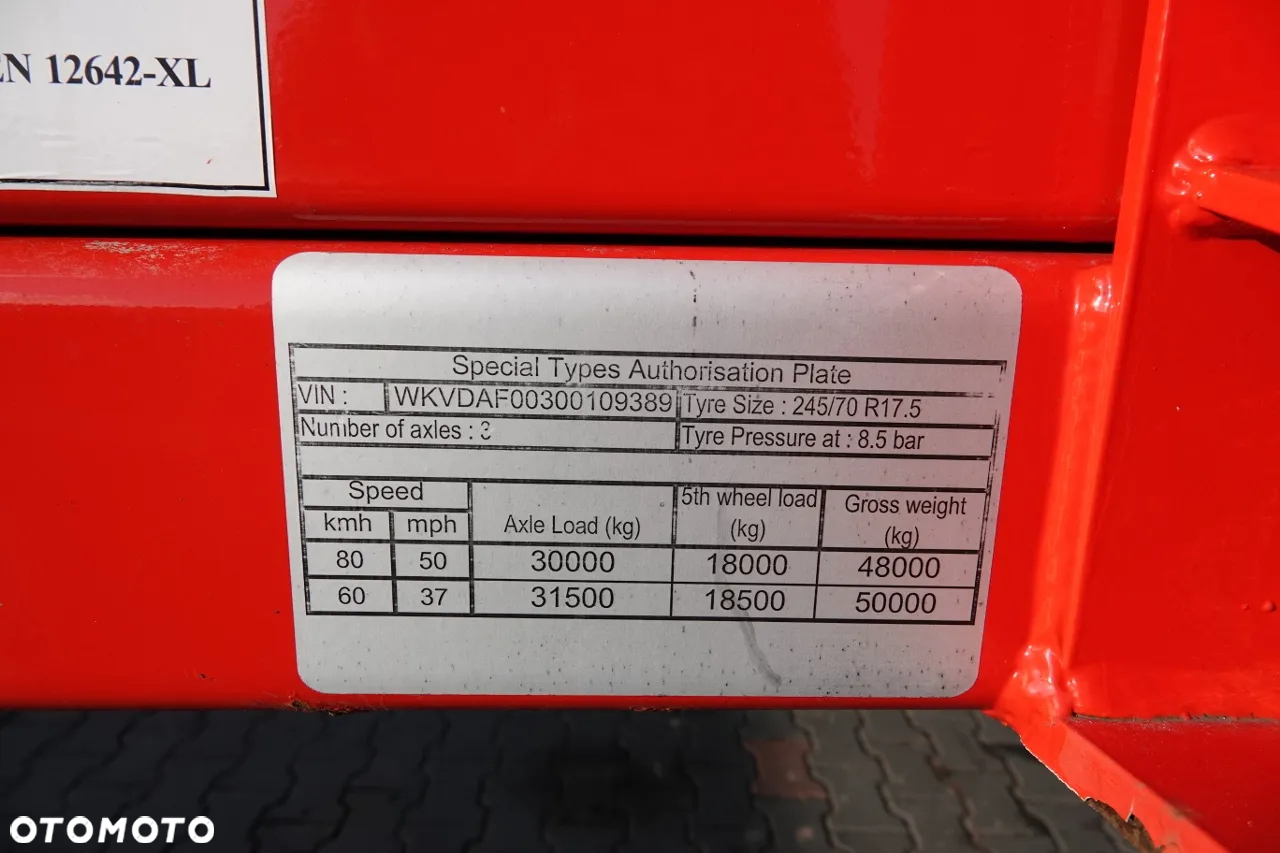 EN 12642-XL
Special Types Authorisation Plate
VIN : WKVDAF00300109389 Tyre Size : 245/70 R17.5
Number of axles : 3 Tyre Pressure at : 8.5 bar
Speed Axle Load (kg) 5th wheel load (kg) Gross weight (kg)
kmh mph
80 50 30000 18000 48000
60 37 31500 18500 50000
OTOMOTO